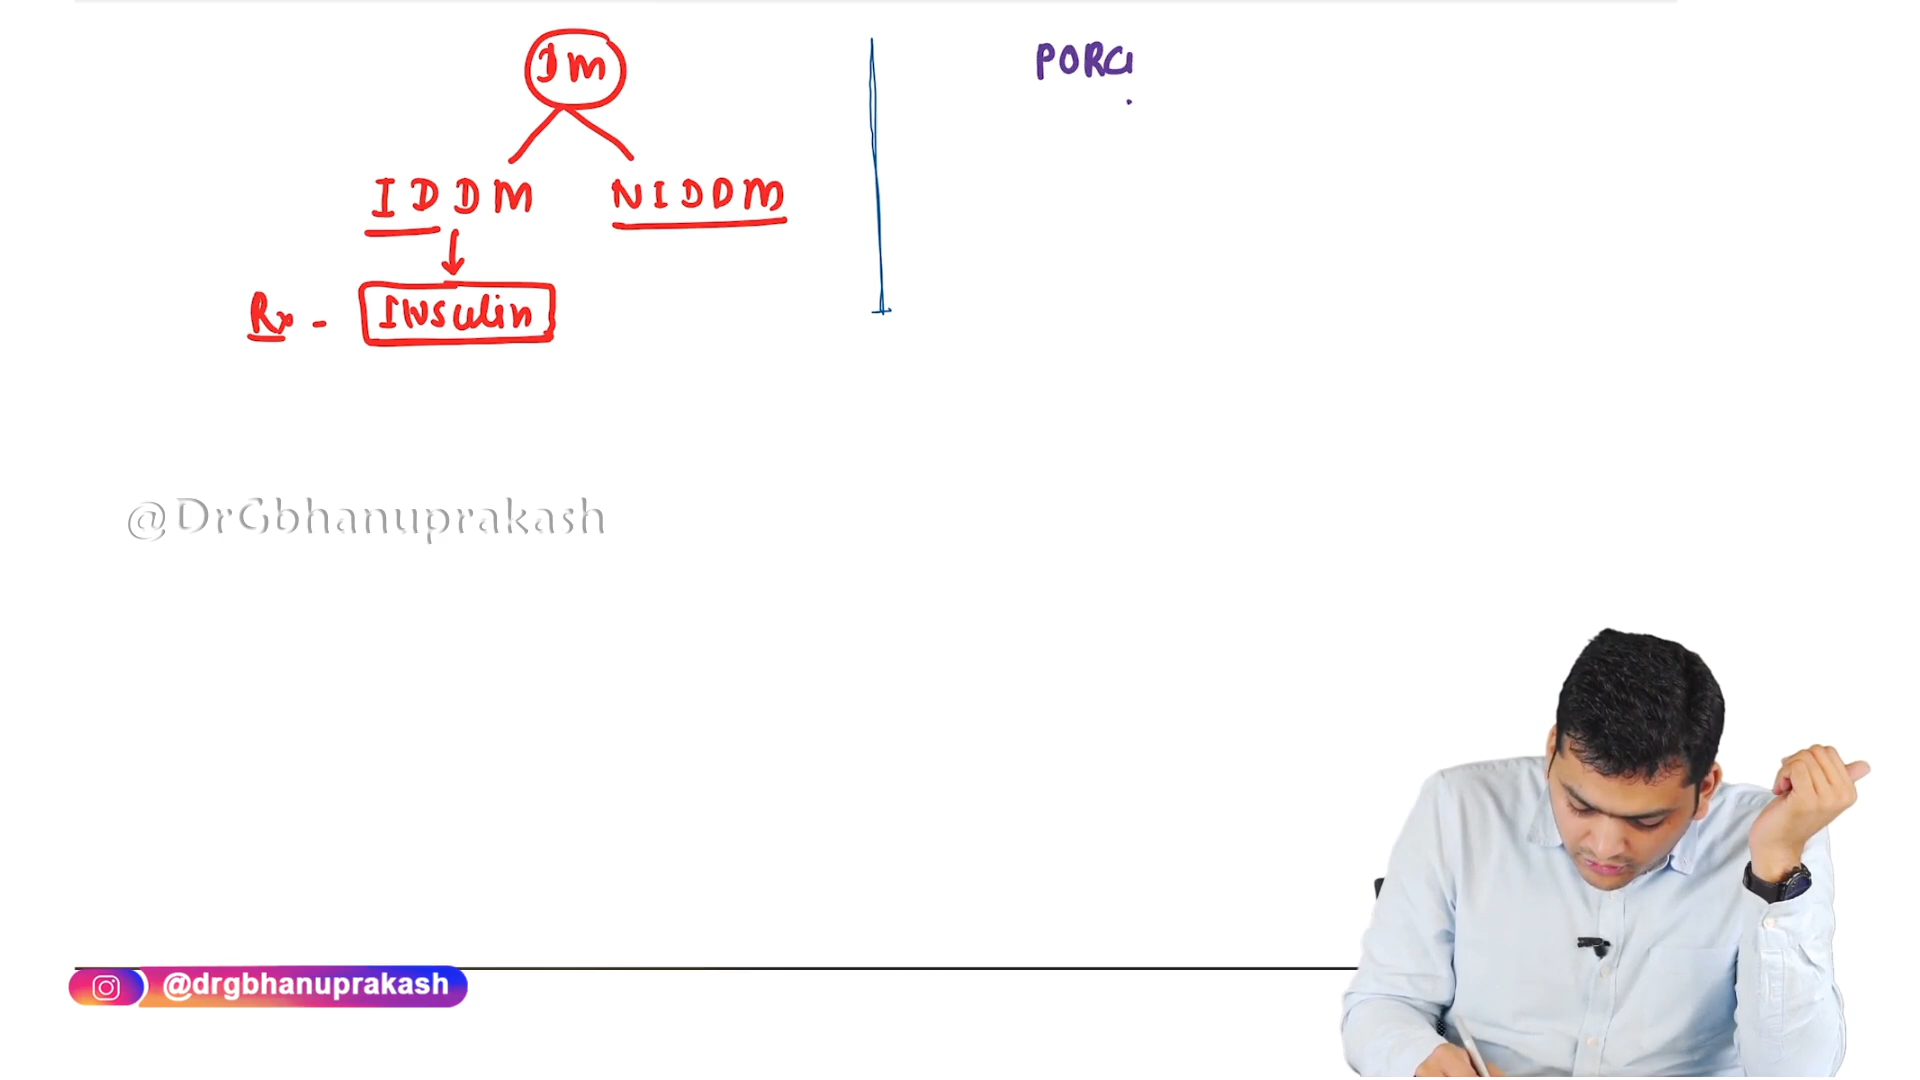 DM
IDDM NIDDM
Rx - Insulin
PORCI
@DrGbhanuprakash
@drgbhanuprakash